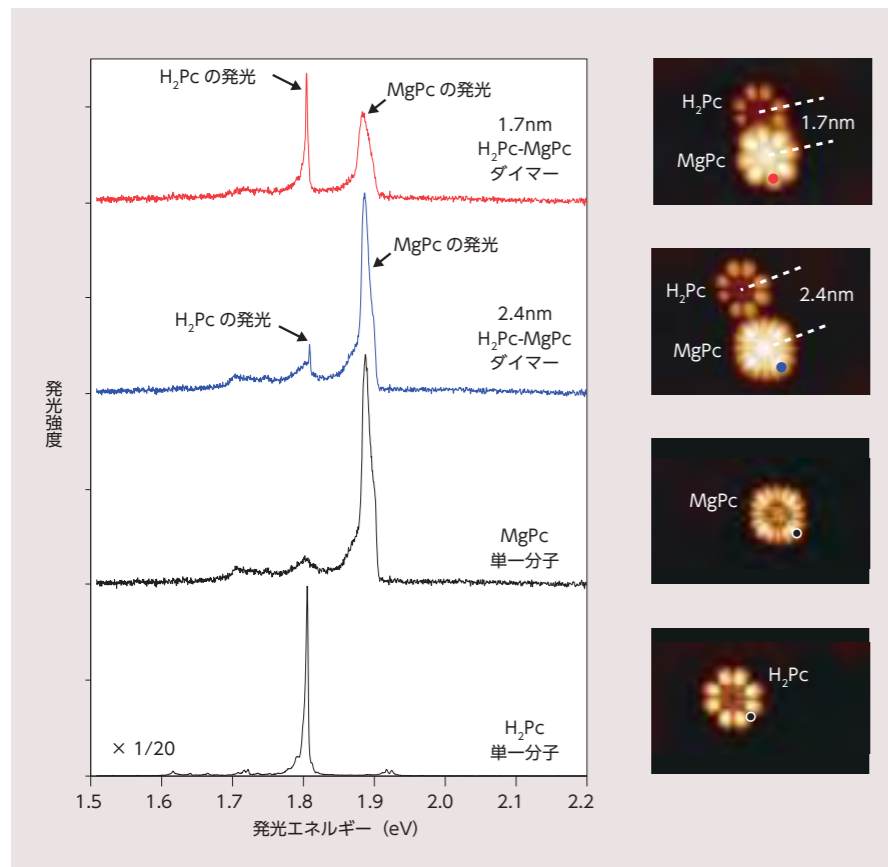 H₂Pc の発光
MgPc の発光
1.7nm
H₂Pc-MgPc
ダイマー
MgPc の発光
H₂Pc の発光
2.4nm
H₂Pc-MgPc
ダイマー
発光強度
MgPc
単一分子
× 1/20
H₂Pc
単一分子
1.5 1.6 1.7 1.8 1.9 2.0 2.1 2.2
発光エネルギー（eV）
H₂Pc
1.7nm
MgPc
H₂Pc
2.4nm
MgPc
MgPc
H₂Pc